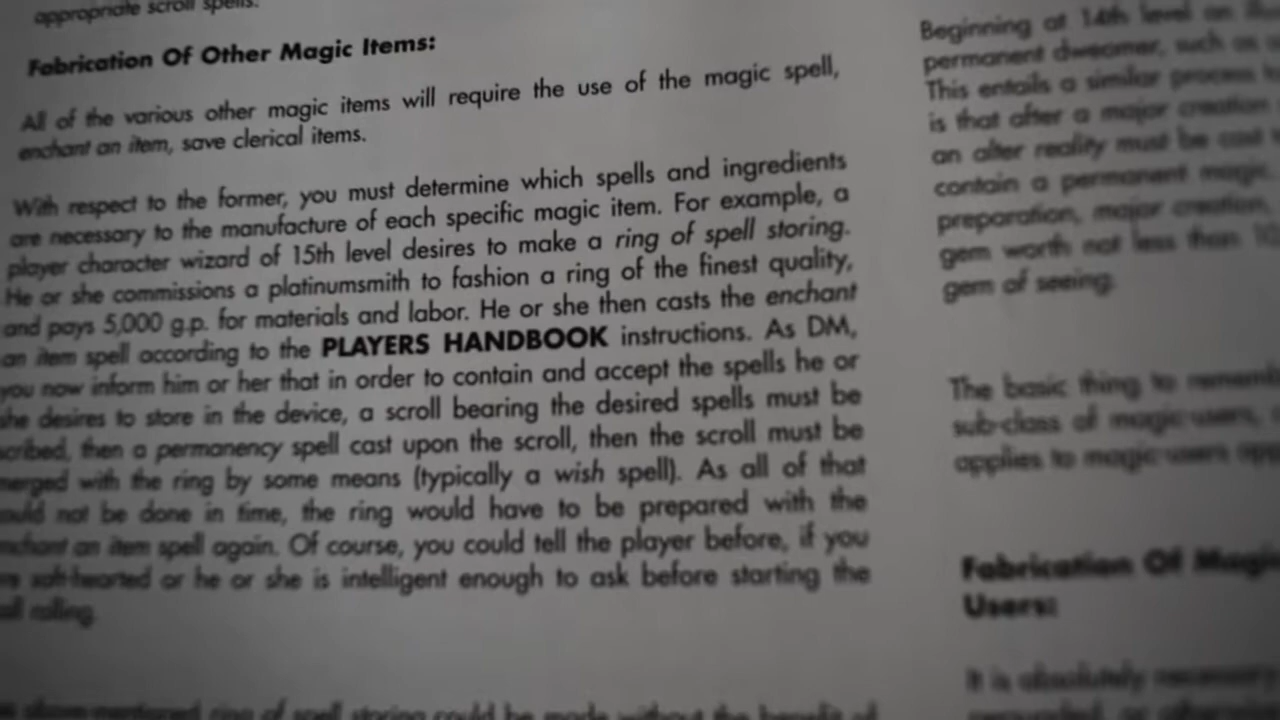 appropriate scroll spells.
Fabrication Of Other Magic Items:
All of the various other magic items will require the use of the magic spell,
enchant an item, save clerical items.
With respect to the former, you must determine which spells and ingredients
are necessary to the manufacture of each specific magic item. For example, a
player character wizard of 15th level desires to make a ring of spell storing.
He or she commissions a platinumsmith to fashion a ring of the finest quality,
and pays 5,000 g.p. for materials and labor. He or she then casts the enchant
an item spell according to the PLAYERS HANDBOOK instructions. As DM,
you now inform him or her that in order to contain and accept the spells he or
she desires to store in the device, a scroll bearing the desired spells must be
scribed, then a permanency spell cast upon the scroll, then the scroll must be
merged with the ring by some means (typically a wish spell). As all of that
could not be done in time, the ring would have to be prepared with the
enchant an item spell again. Of course, you could tell the player before, if you
soft-hearted or he or she is intelligent enough to ask before starting the
rolling.
ring of spell storing could be made without the benefit of
Beginning at 14th level an
permanent dweomer, such as
This entails a similar process
is that after a major creation
an alter reality must be cast
contain a permanent magic.
preparation, major creation,
gem worth not less than
gem of seeing.
The basic thing to
sub-class of magic-users,
applies to magic-users
Fabrication Of
Users:
It is absolutely